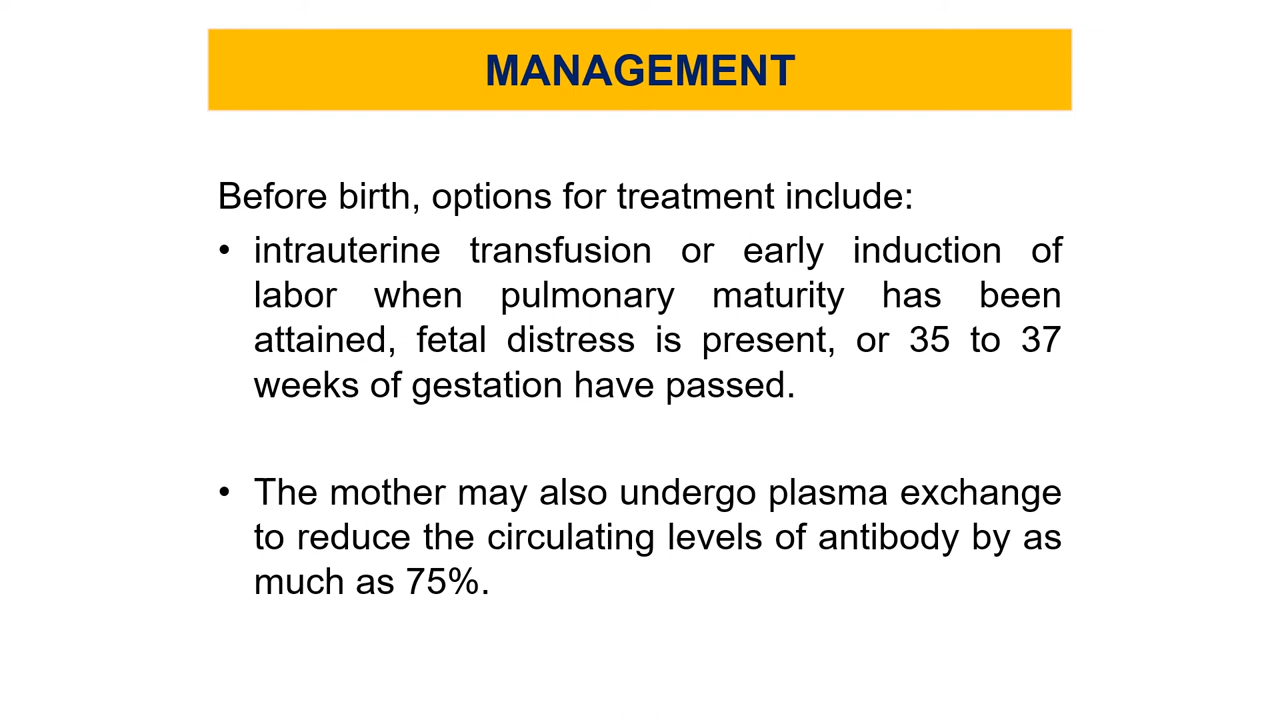 MANAGEMENT
Before birth, options for treatment include:
• intrauterine transfusion or early induction of
labor when pulmonary maturity has been
attained, fetal distress is present, or 35 to 37
weeks of gestation have passed.
• The mother may also undergo plasma exchange
to reduce the circulating levels of antibody by as
much as 75%.